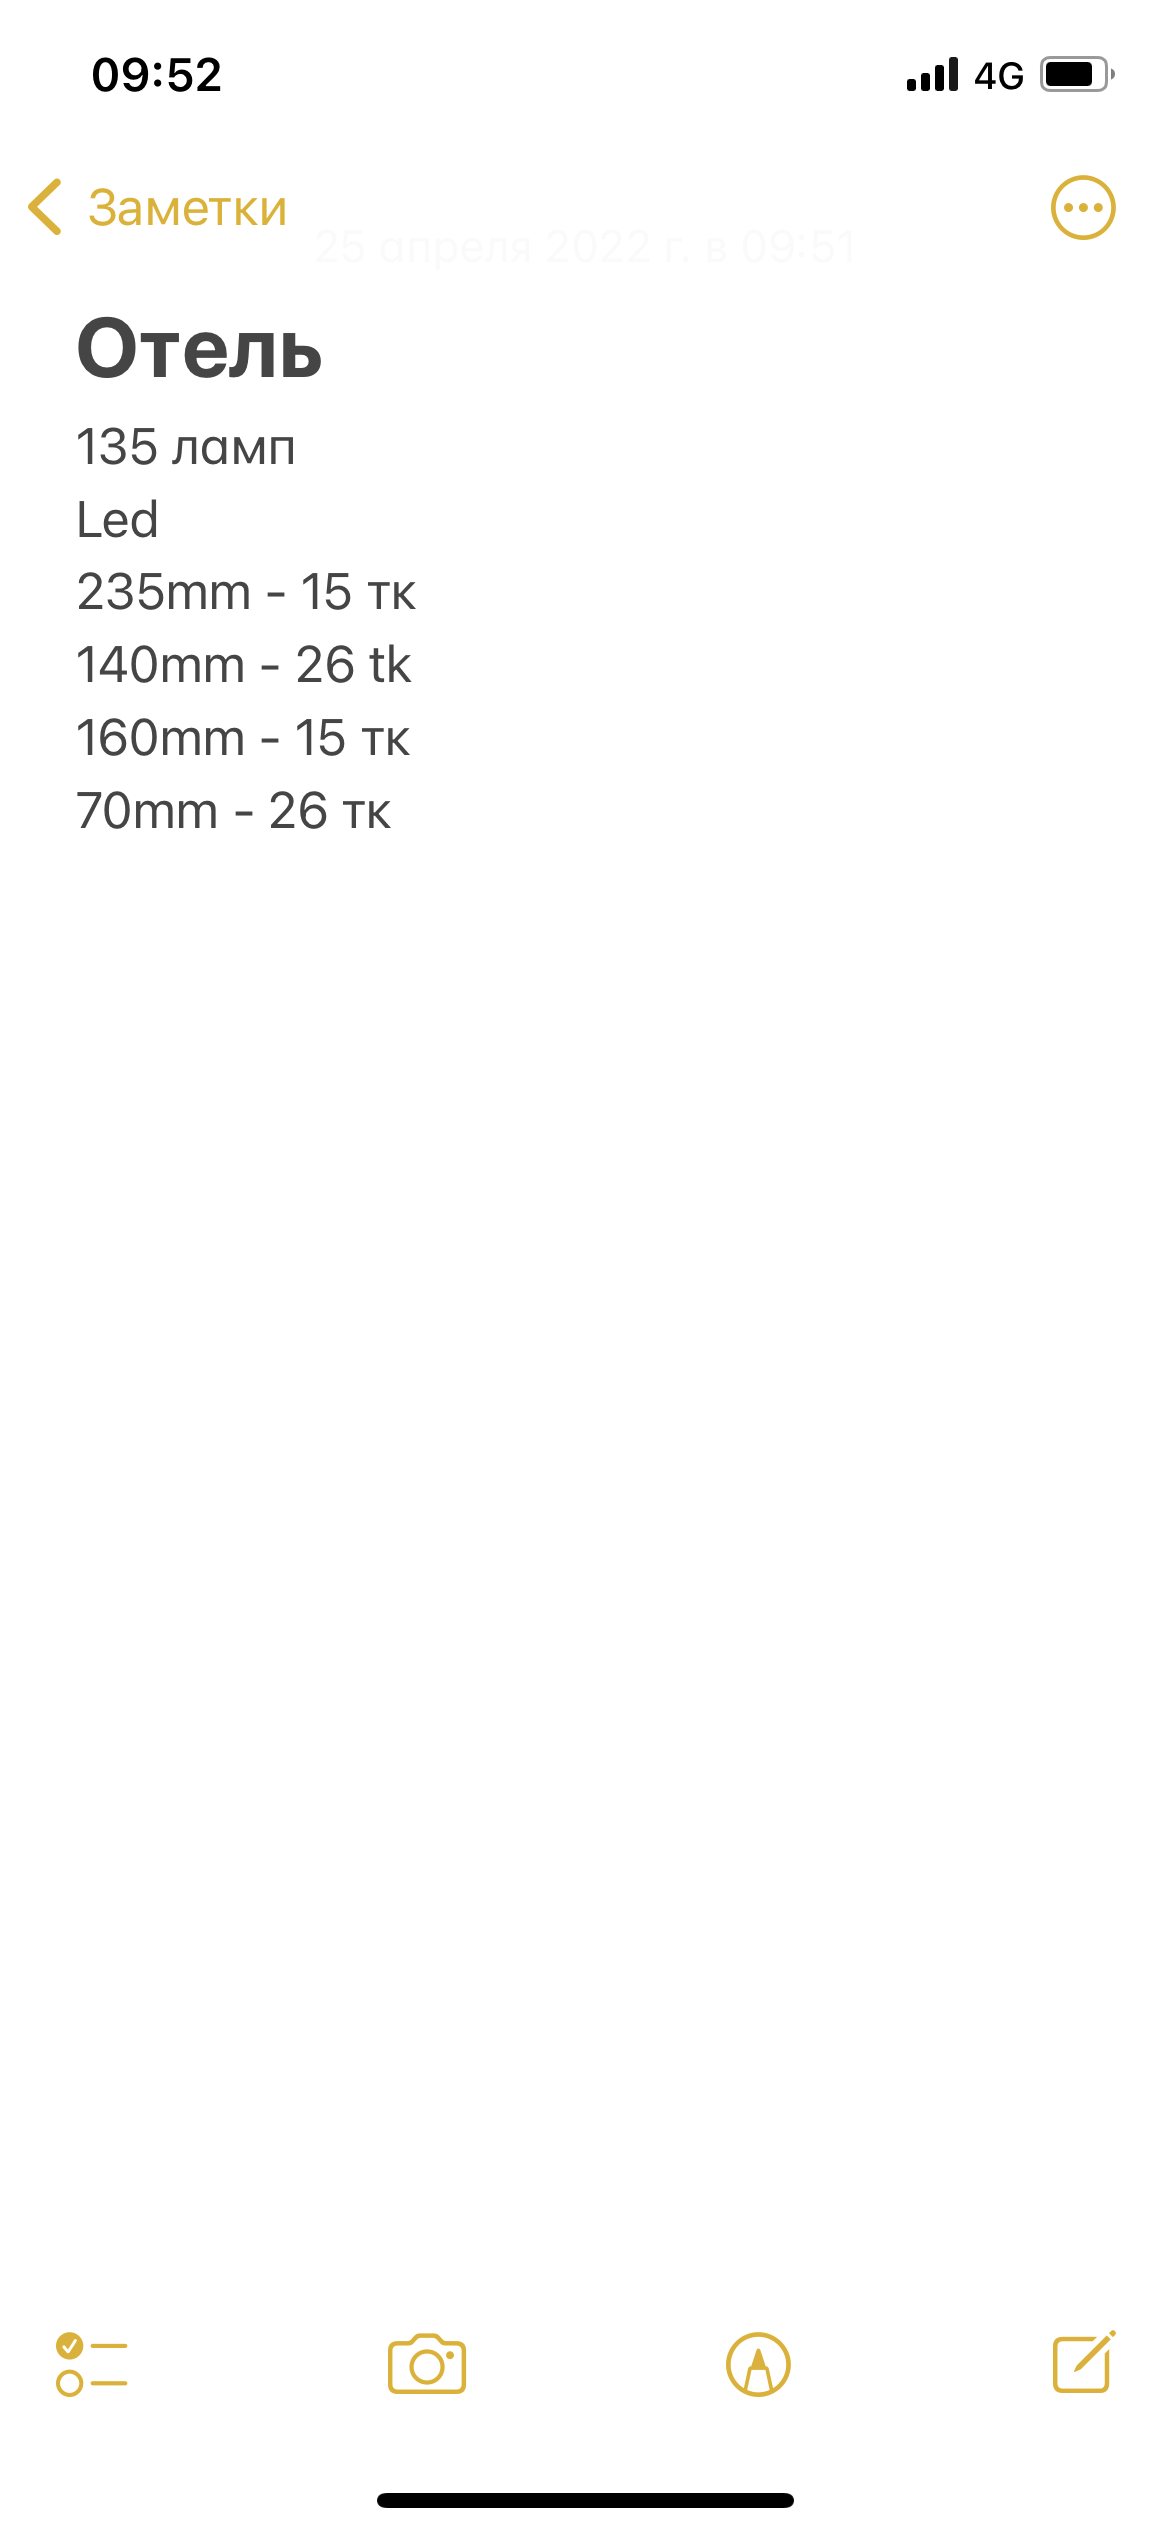 09:52
4G
Заметки
25 апреля 2022 г. в 09:51
Отель
135 ламп
Led
235mm - 15 тк
140mm - 26 tk
160mm - 15 тк
70mm - 26 тк